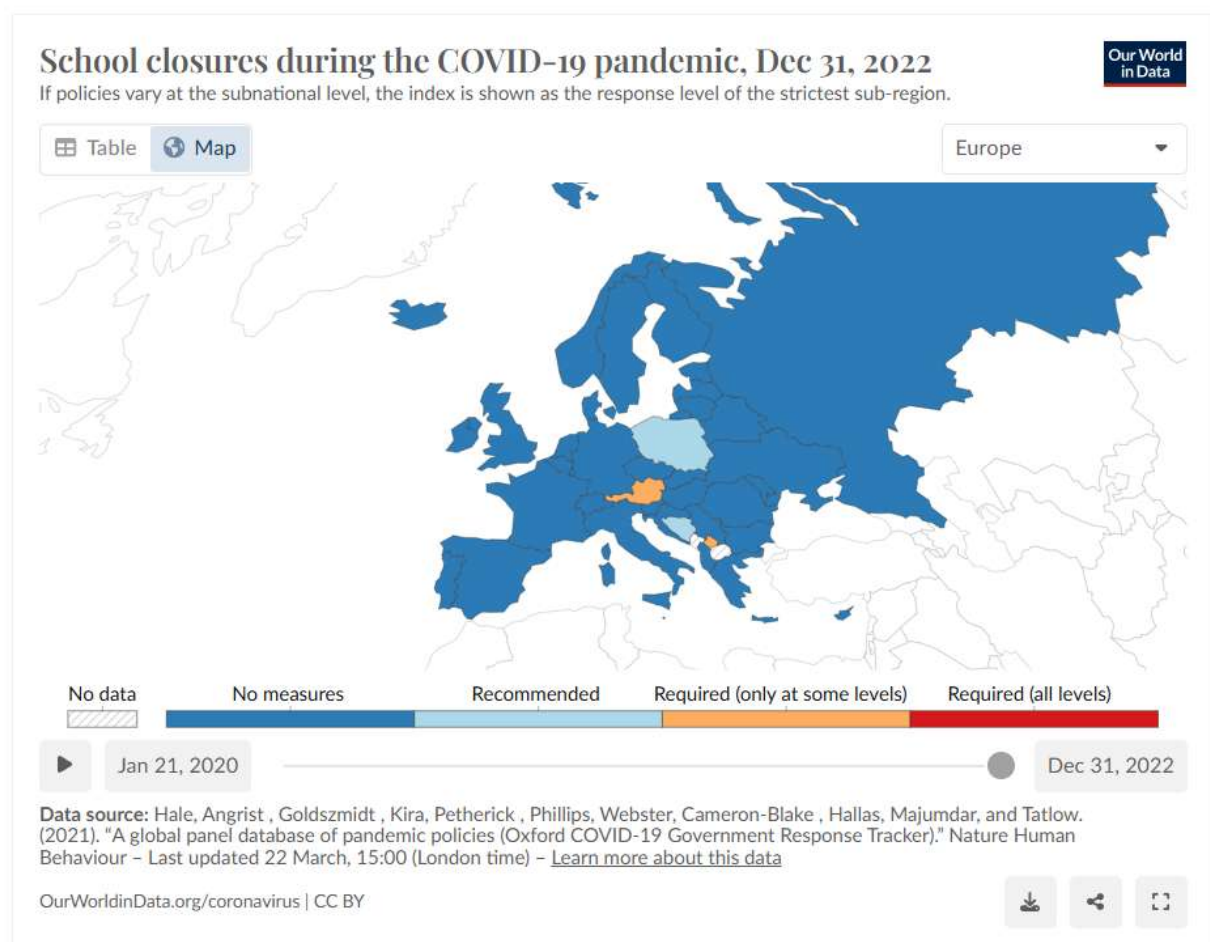 School closures during the COVID-19 pandemic, Dec 31, 2022
If policies vary at the subnational level, the index is shown as the response level of the strictest sub-region.
Our World
in Data
Table
Map
Europe
No data
No measures
Recommended
Required (only at some levels)
Required (all levels)
Jan 21, 2020
Dec 31, 2022
Data source: Hale, Angrist , Goldszmidt , Kira, Petherick , Phillips, Webster, Cameron-Blake , Hallas, Majumdar, and Tatlow.
(2021). “A global panel database of pandemic policies (Oxford COVID-19 Government Response Tracker).” Nature Human
Behaviour – Last updated 22 March, 15:00 (London time) – Learn more about this data
OurWorldinData.org/coronavirus | CC BY